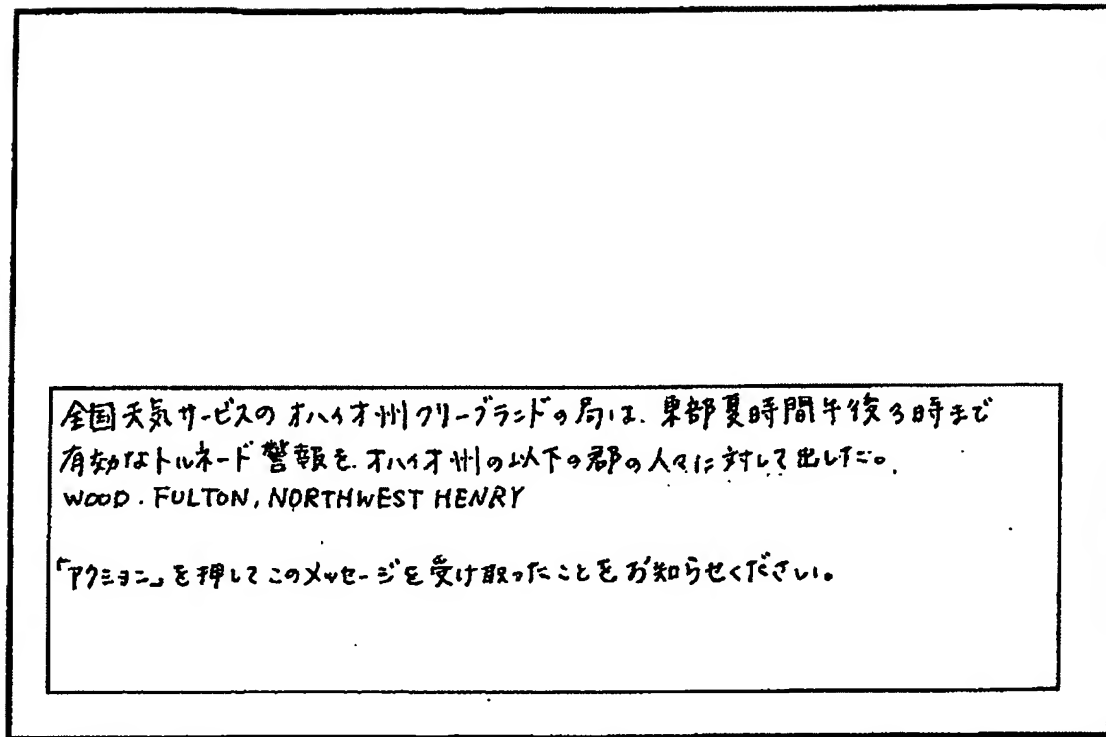 全国天気サービスの オハイオ州クリーブランドの局は、東部夏時間午後3時まで
有効なトルネード警報を、オハイオ州の以下の郡の人々に対して出しだ。
WOOD. FULTON, NORTHWEST HENRY
「アクション」を押してこのメッセージを受け取ったことをお知らせください。